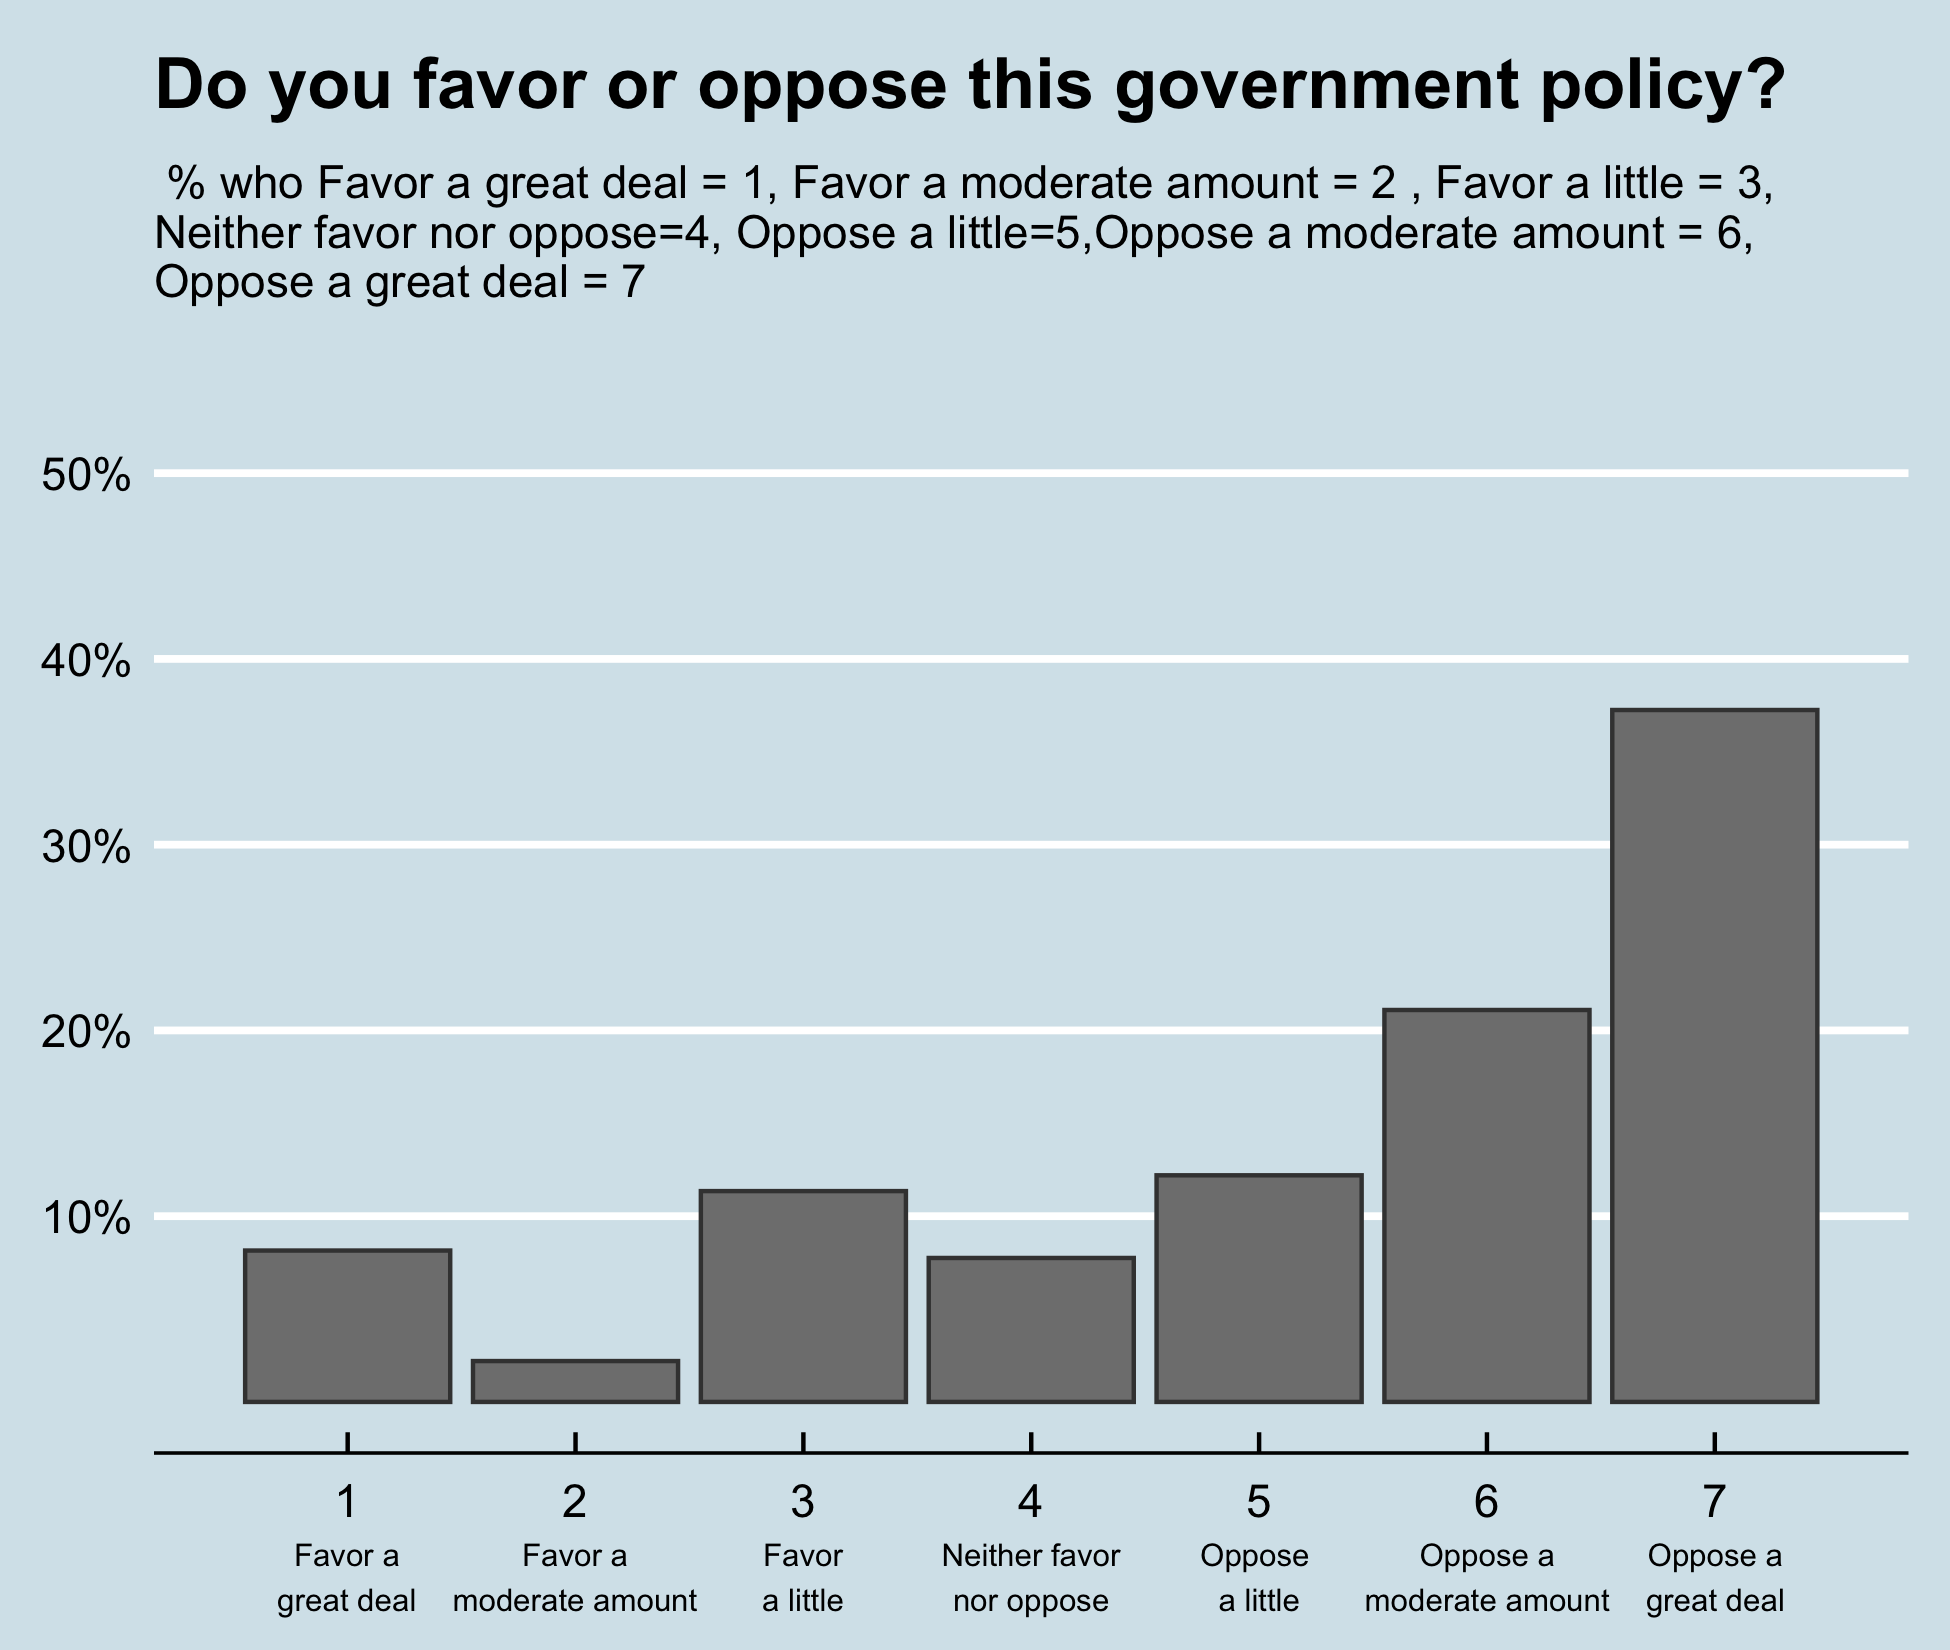 Do you favor or oppose this government policy?
% who Favor a great deal = 1, Favor a moderate amount = 2 , Favor a little = 3,
Neither favor nor oppose=4, Oppose a little=5,Oppose a moderate amount = 6,
Oppose a great deal = 7
50%
40%
30%
20%
10%
1 2 3 4 5 6 7
Favor a Favor a Favor Neither favor Oppose Oppose a Oppose a
great deal moderate amount a little nor oppose a little moderate amount great deal